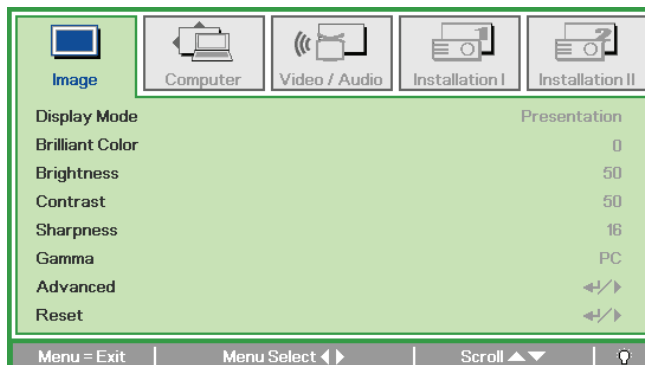 Image Computer Video / Audio Installation I Installation II
Display Mode Presentation
Brilliant Color 0
Brightness 50
Contrast 50
Sharpness 16
Gamma PC
Advanced
Reset
Menu = Exit Menu Select Scroll